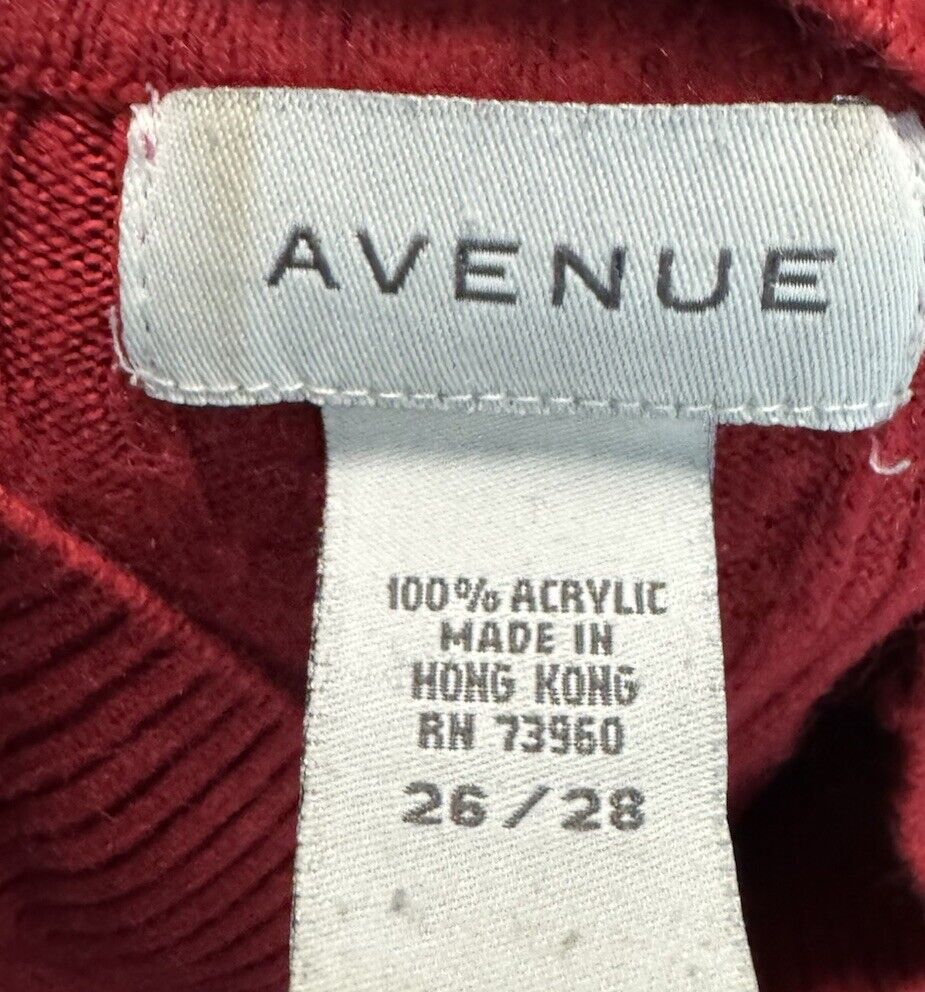 AVENUE
100% ACRYLIC
MADE IN
HONG KONG
RN 73960
26/28